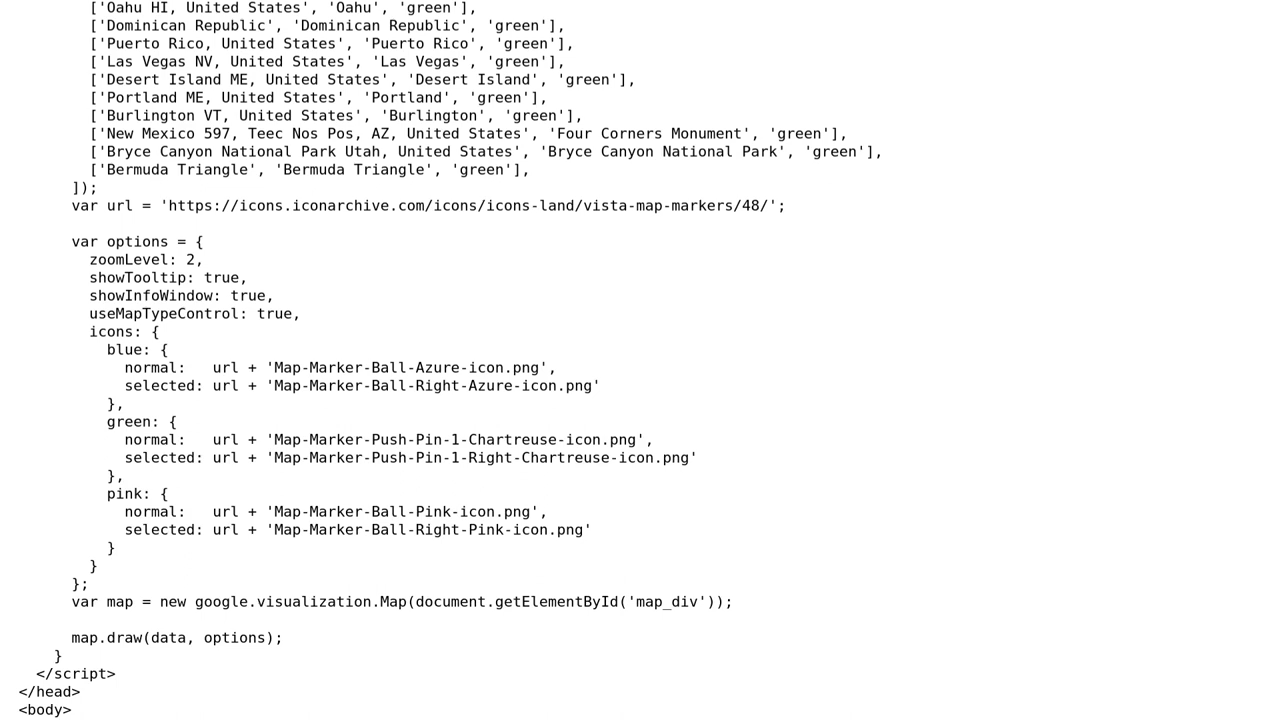 ['Oahu HI, United States', 'Oahu', 'green'],
['Dominican Republic', 'Dominican Republic', 'green'],
['Puerto Rico, United States', 'Puerto Rico', 'green'],
['Las Vegas NV, United States', 'Las Vegas', 'green'],
['Desert Island ME, United States', 'Desert Island', 'green'],
['Portland ME, United States', 'Portland', 'green'],
['Burlington VT, United States', 'Burlington', 'green'],
['New Mexico 597, Teec Nos Pos, AZ, United States', 'Four Corners Monument', 'green'],
['Bryce Canyon National Park Utah, United States', 'Bryce Canyon National Park', 'green'],
['Bermuda Triangle', 'Bermuda Triangle', 'green'],
]);
var url = 'https://icons.iconarchive.com/icons/icons-land/vista-map-markers/48/';
var options = {
zoomLevel: 2,
showTooltip: true,
showInfoWindow: true,
useMapTypeControl: true,
icons: {
blue: {
normal:   url + 'Map-Marker-Ball-Azure-icon.png',
selected: url + 'Map-Marker-Ball-Right-Azure-icon.png'
},
green: {
normal:   url + 'Map-Marker-Push-Pin-1-Chartreuse-icon.png',
selected: url + 'Map-Marker-Push-Pin-1-Right-Chartreuse-icon.png'
},
pink: {
normal:   url + 'Map-Marker-Ball-Pink-icon.png',
selected: url + 'Map-Marker-Ball-Right-Pink-icon.png'
}
}
};
var map = new google.visualization.Map(document.getElementById('map_div'));
map.draw(data, options);
}
</script>
</head>
<body>